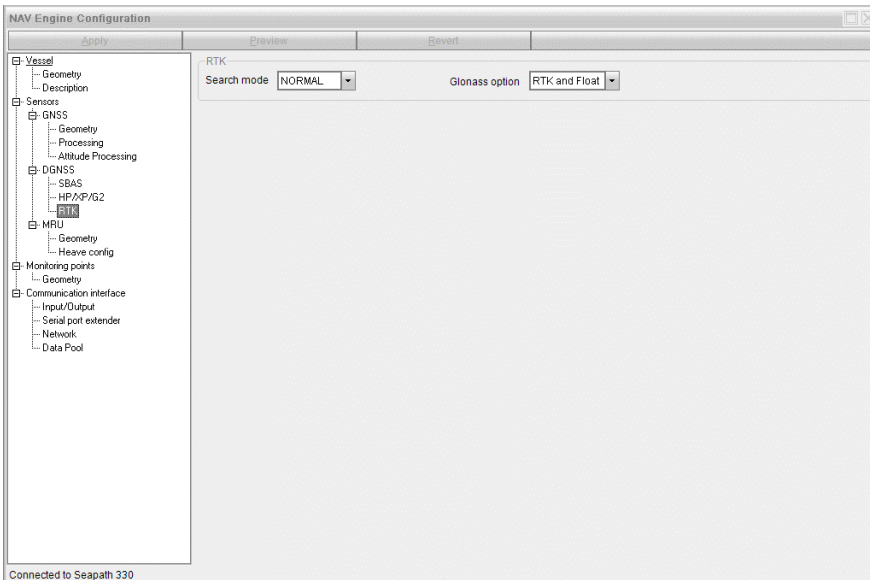 NAV Engine Configuration
Apply Preview Revert
Vessel
Geometry
Description
Sensors
GNSS
Geometry
Processing
Attitude Processing
DGNSS
SBAS
HP/XP/G2
RTK
MRU
Geometry
Heave config
Monitoring points
Geometry
Communication interface
Input/Output
Serial port extender
Network
Data Pool
RTK
Search mode NORMAL Glonass option RTK and Float
Connected to Seapath 330